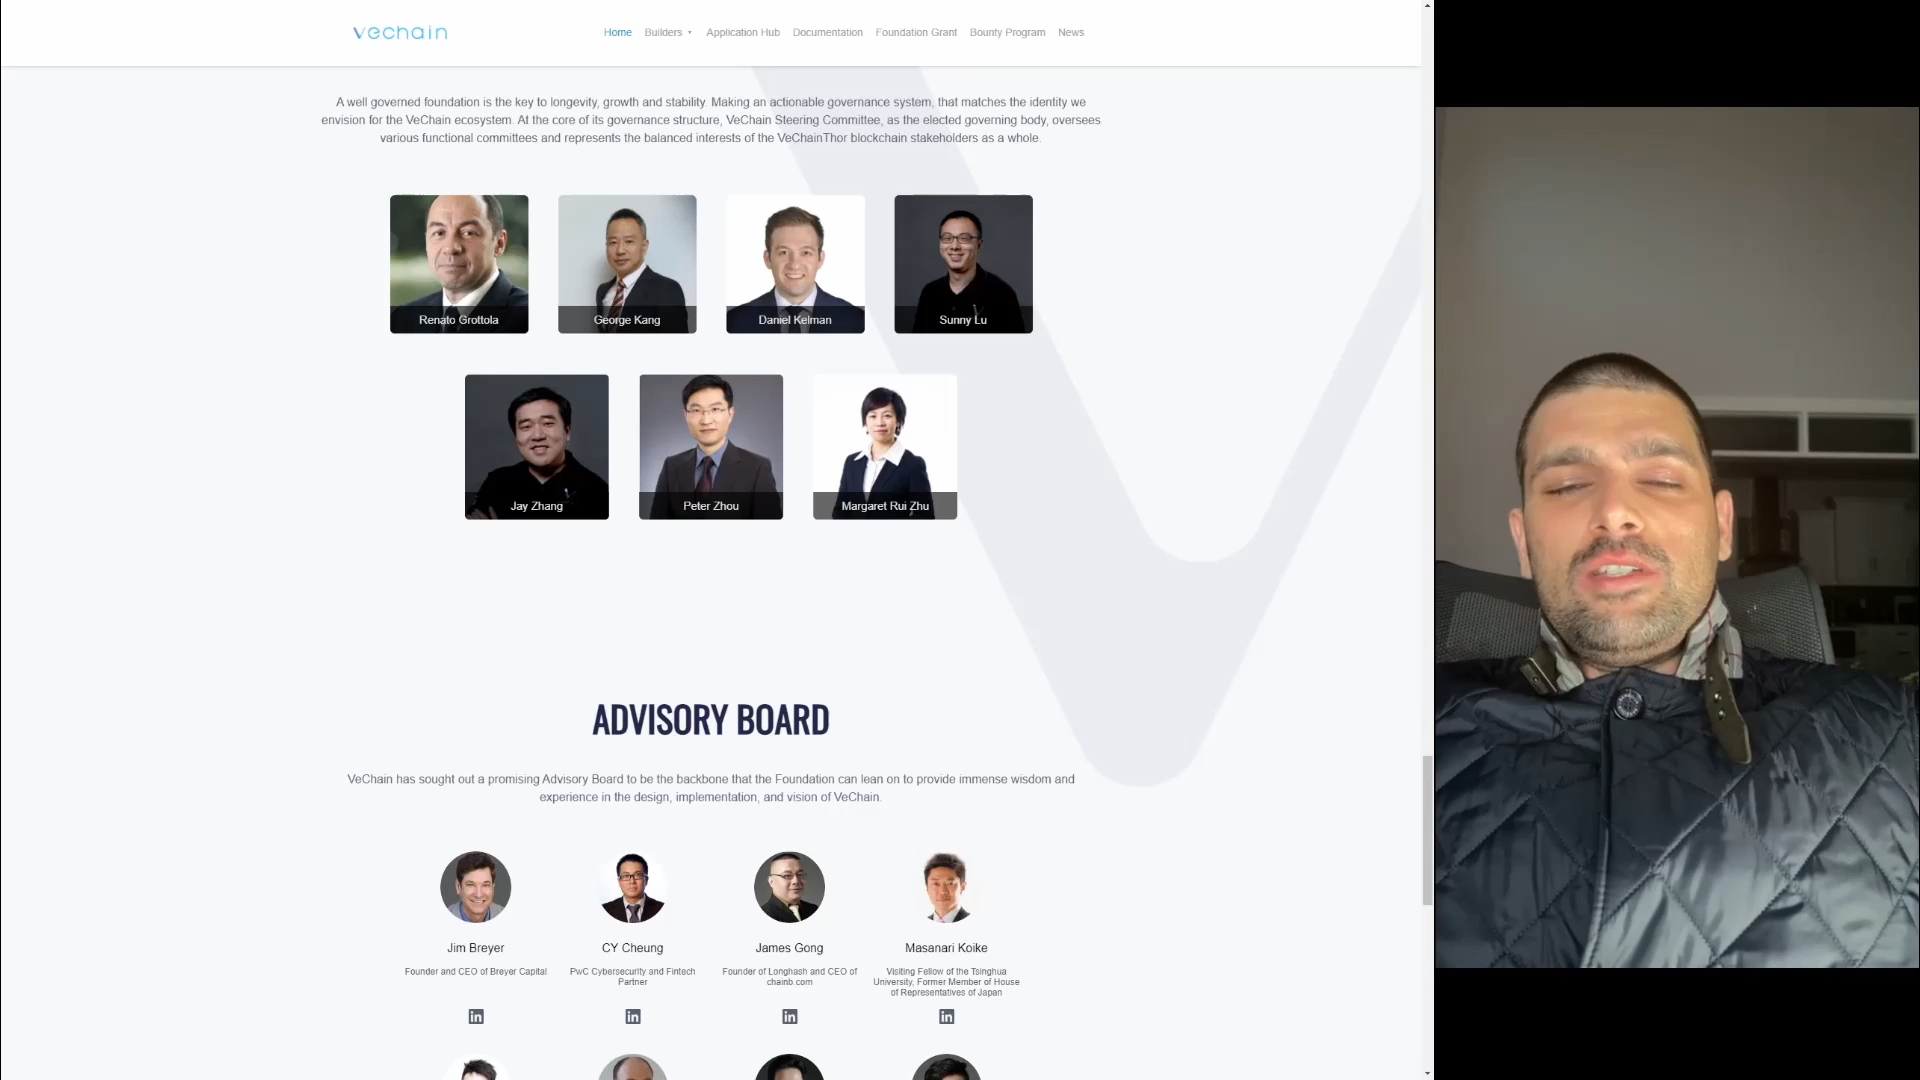 vechain
Home Builders Application Hub Documentation Foundation Grant Bounty Program News
A well governed foundation is the key to longevity, growth and stability. Making an actionable governance system, that matches the identity we
envision for the VeChain ecosystem. At the core of its governance structure, VeChain Steering Committee, as the elected governing body, oversees
various functional committees and represents the balanced interests of the VeChainThor blockchain stakeholders as a whole.
Renato Grottola
George Kang
Daniel Kelman
Sunny Lu
Jay Zhang
Peter Zhou
Margaret Rui Zhu
ADVISORY BOARD
VeChain has sought out a promising Advisory Board to be the backbone that the Foundation can lean on to provide immense wisdom and
experience in the design, implementation, and vision of VeChain.
Jim Breyer
Founder and CEO of Breyer Capital
in
CY Cheung
PwC Cybersecurity and Fintech
Partner
in
James Gong
Founder of Longhash and CEO of
chainb.com
in
Masanari Koike
Visiting Fellow of the Tsinghua
University, Former Member of House
of Representatives of Japan
in